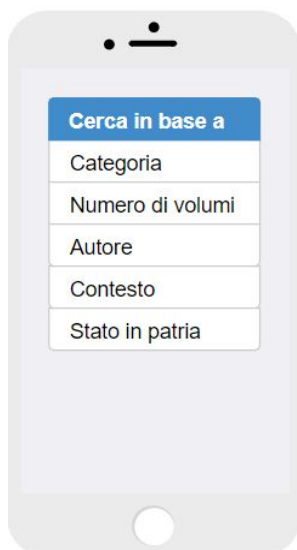 Cerca in base a
Categoria
Numero di volumi
Autore
Contesto
Stato in patria